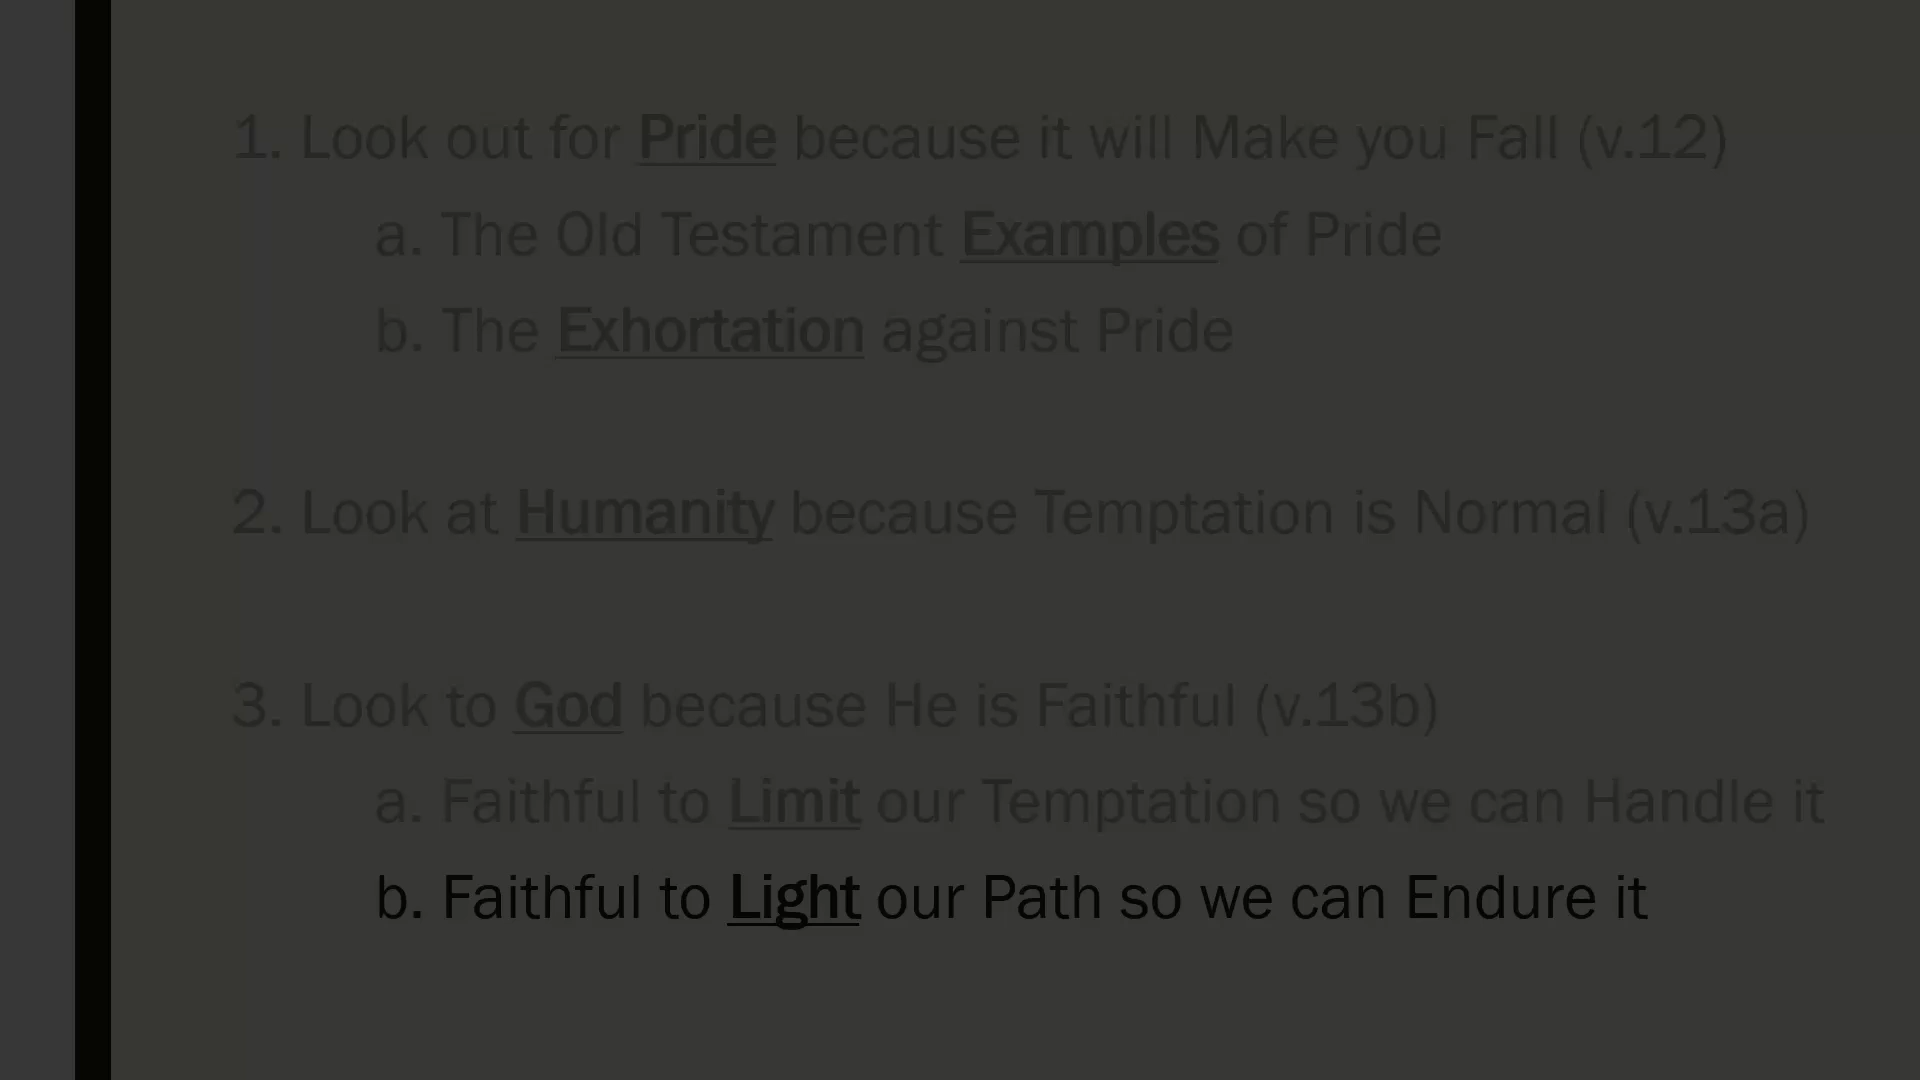 1. Look out for Pride because it will Make you Fall (v.12)
a. The Old Testament Examples of Pride
b. The Exhortation against Pride
2. Look at Humanity because Temptation is Normal (v.13a)
3. Look to God because He is Faithful (v.13b)
a. Faithful to Limit our Temptation so we can Handle it
b. Faithful to Light our Path so we can Endure it